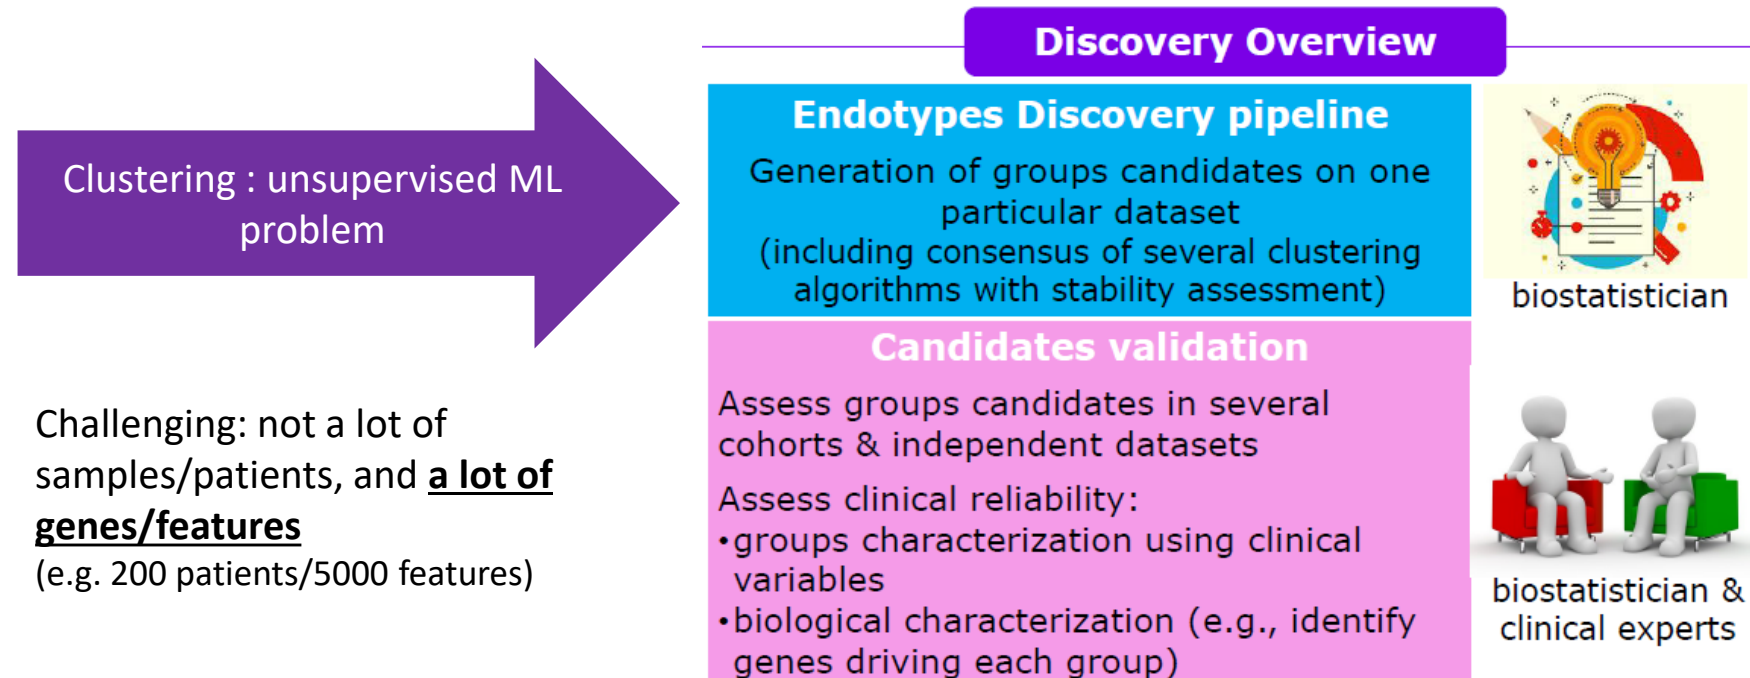 Clustering : unsupervised ML
problem
Challenging: not a lot of
samples/patients, and a lot of
genes/features
(e.g. 200 patients/5000 features)
Discovery Overview
Endotypes Discovery pipeline
Generation of groups candidates on one
particular dataset
(including consensus of several clustering
algorithms with stability assessment)
biostatistician
Candidates validation
Assess groups candidates in several
cohorts & independent datasets
Assess clinical reliability:
•groups characterization using clinical
variables
•biological characterization (e.g., identify
genes driving each group)
biostatistician &
clinical experts